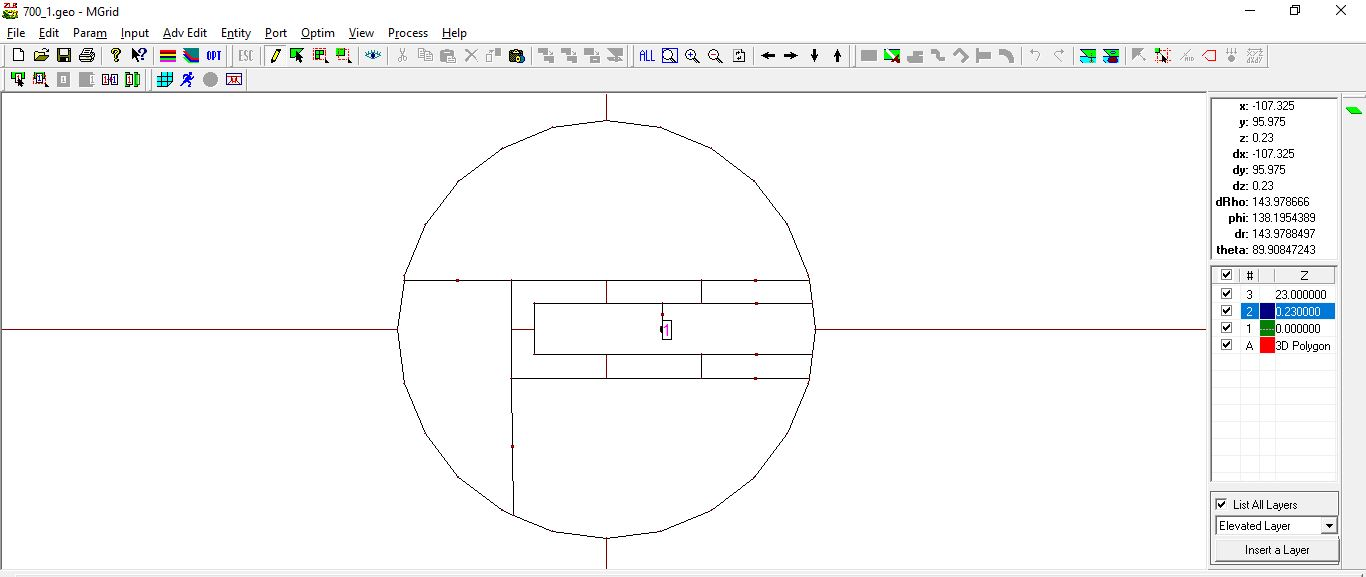 700_1.geo - MGrid
File Edit Param Input Adv Edit Entity Port Optim View Process Help
OPT ESC ALL
x: -107.325
y: 95.975
z: 0.23
dx: -107.325
dy: 95.975
dz: 0.23
dRho: 143.978666
phi: 138.1954389
dr: 143.9788497
theta: 89.90847243
# Z
3 23.000000
2 0.230000
1 0.000000
A 3D Polygon
1
List All Layers
Elevated Layer
Insert a Layer